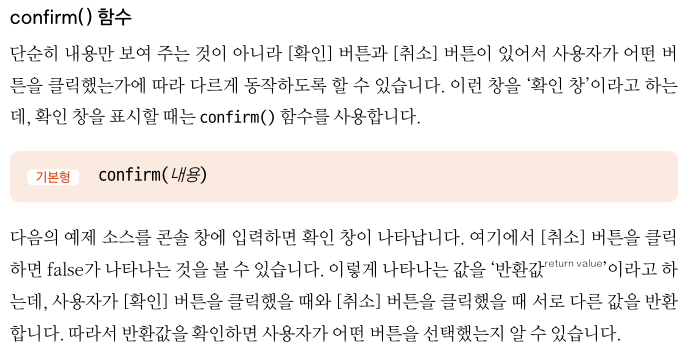 confirm() 함수
단순히 내용만 보여 주는 것이 아니라 [확인] 버튼과 [취소] 버튼이 있어서 사용자가 어떤 버
튼을 클릭했는가에 따라 다르게 동작하도록 할 수 있습니다. 이런 창을 ‘확인 창’이라고 하는
데, 확인 창을 표시할 때는 confirm() 함수를 사용합니다.
기본형 confirm(내용)
다음의 예제 소스를 콘솔 창에 입력하면 확인 창이 나타납니다. 여기에서 [취소] 버튼을 클릭
하면 false가 나타나는 것을 볼 수 있습니다. 이렇게 나타나는 값을 ‘반환값return value’이라고 하
는데, 사용자가 [확인] 버튼을 클릭했을 때와 [취소] 버튼을 클릭했을 때 서로 다른 값을 반환
합니다. 따라서 반환값을 확인하면 사용자가 어떤 버튼을 선택했는지 알 수 있습니다.